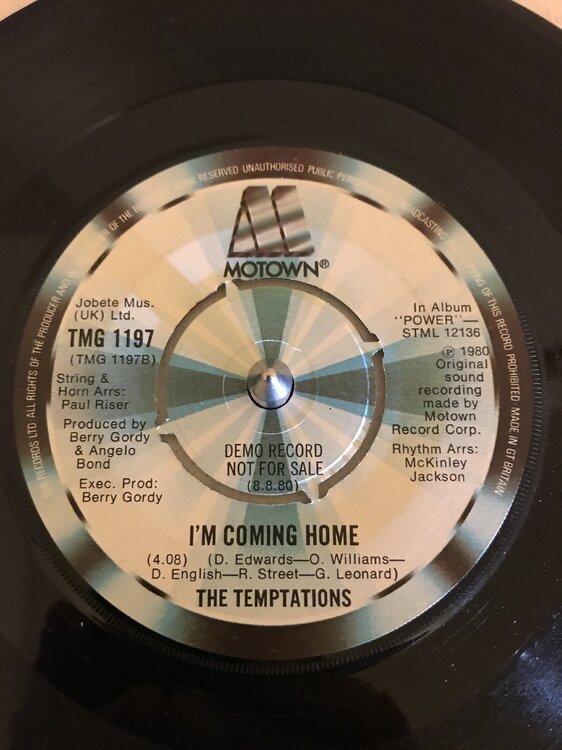 RECORDS LTD ALL RIGHTS OF THE PRODUCER AND OF THE RESERVED UNAUTHORISED PUBLIC PERFORMANCE BROADCASTING COPYING OF THIS RECORD PROHIBITED MADE IN GT BRITAIN
MOTOWN®
Jobete Mus.
(UK) Ltd.
TMG 1197
(TMG 1197B)
String &
Horn Arrs:
Paul Riser
Produced by
Berry Gordy
& Angelo
Bond
Exec. Prod:
Berry Gordy
In Album
"POWER"—
STML 12136
℗ 1980
Original
sound
recording
made by
Motown
Record Corp.
Rhythm Arrs:
McKinley
Jackson
DEMO RECORD
NOT FOR SALE
(8.8.80)
I'M COMING HOME
(4.08) (D. Edwards—O. Williams—
D. English—R. Street—G. Leonard)
THE TEMPTATIONS